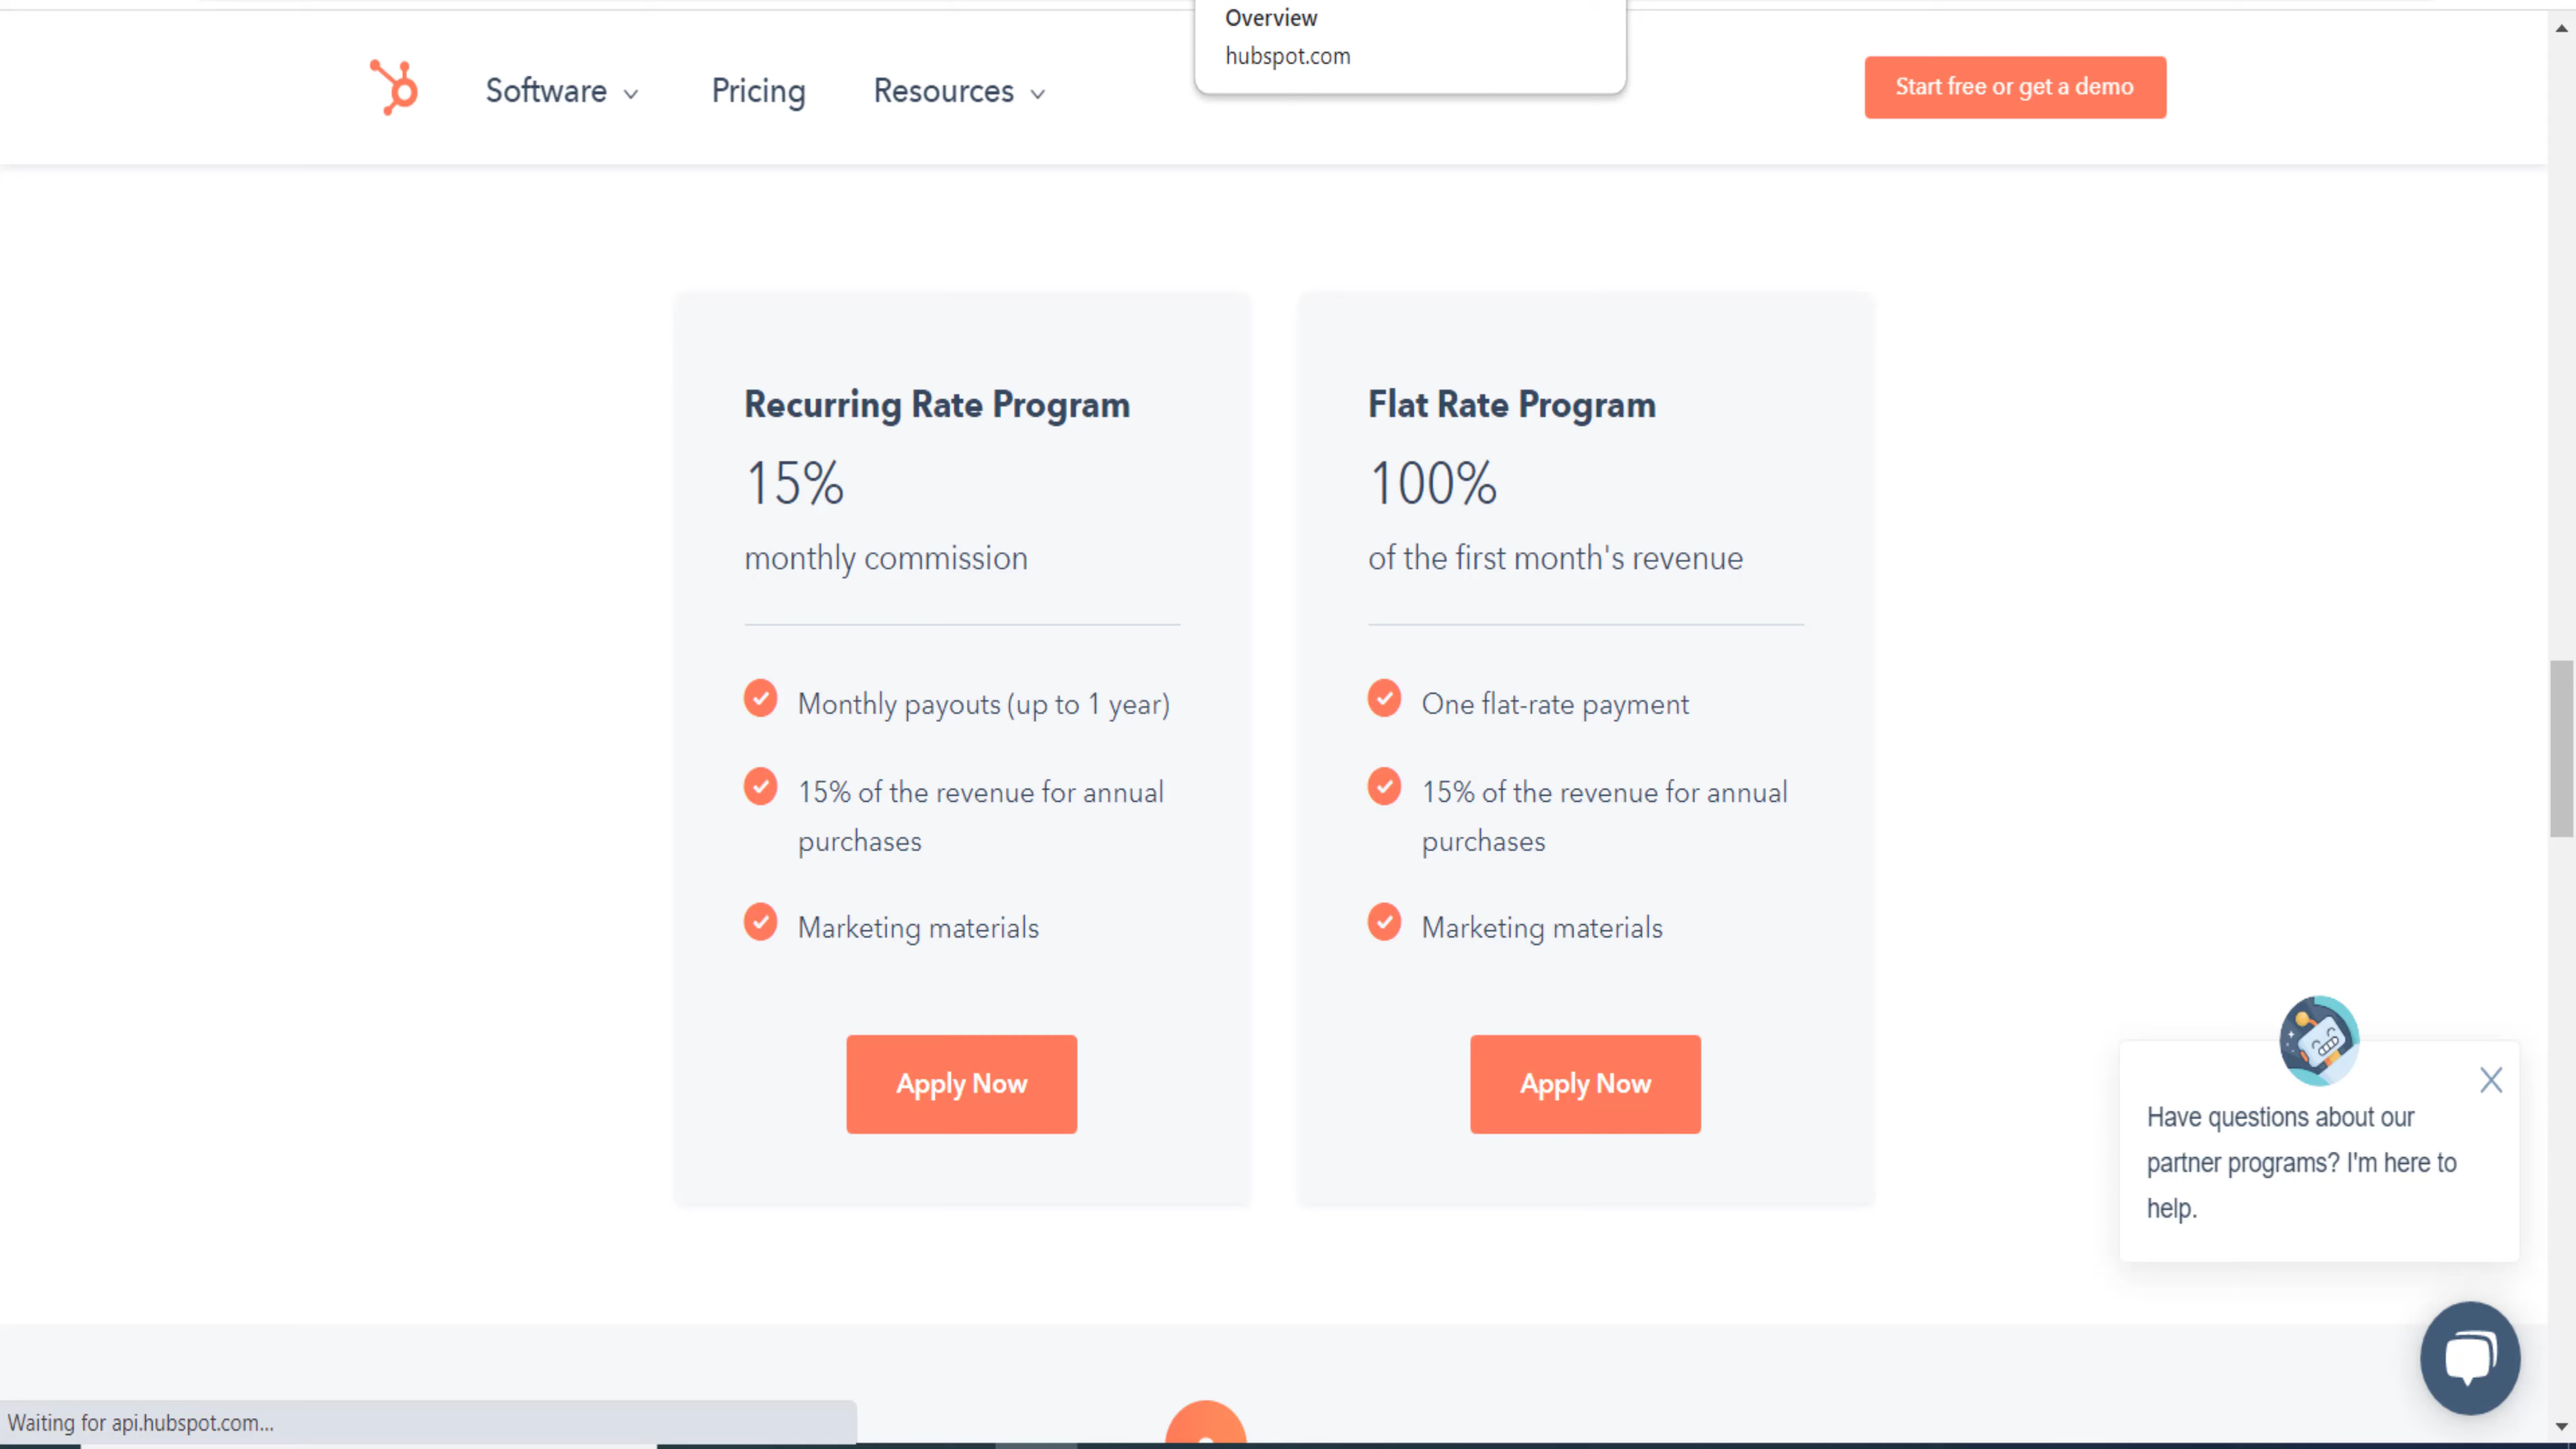 Overview
hubspot.com
Software
Pricing
Resources
Start free or get a demo
Recurring Rate Program
15%
monthly commission
Monthly payouts (up to 1 year)
15% of the revenue for annual
purchases
Marketing materials
Apply Now
Flat Rate Program
100%
of the first month's revenue
One flat-rate payment
15% of the revenue for annual
purchases
Marketing materials
Apply Now
Have questions about our
partner programs? I'm here to
help.
Waiting for api.hubspot.com...